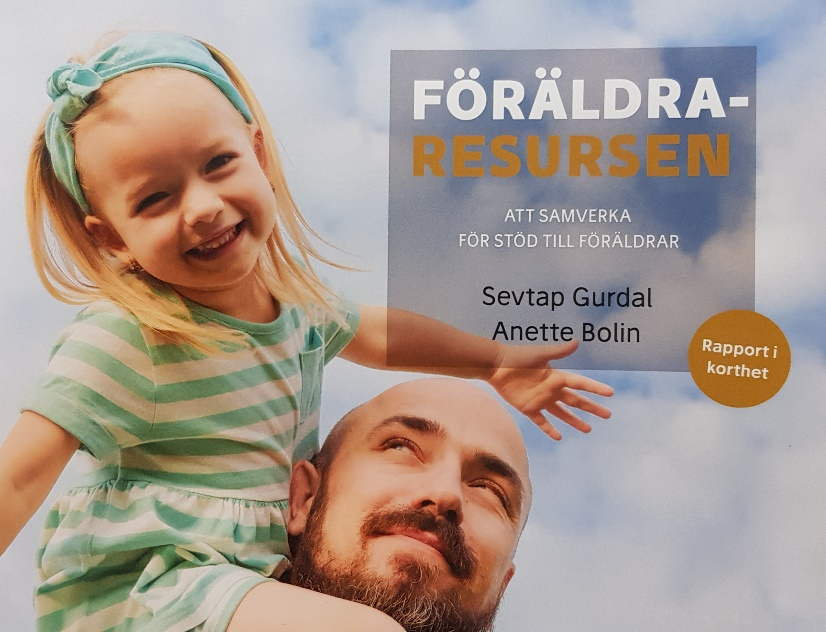 FÖRÄLDRA-
RESURSEN
ATT SAMVERKA
FÖR STÖD TILL FÖRÄLDRAR
Sevtap Gurdal
Anette Bolin
Rapport i
korthet